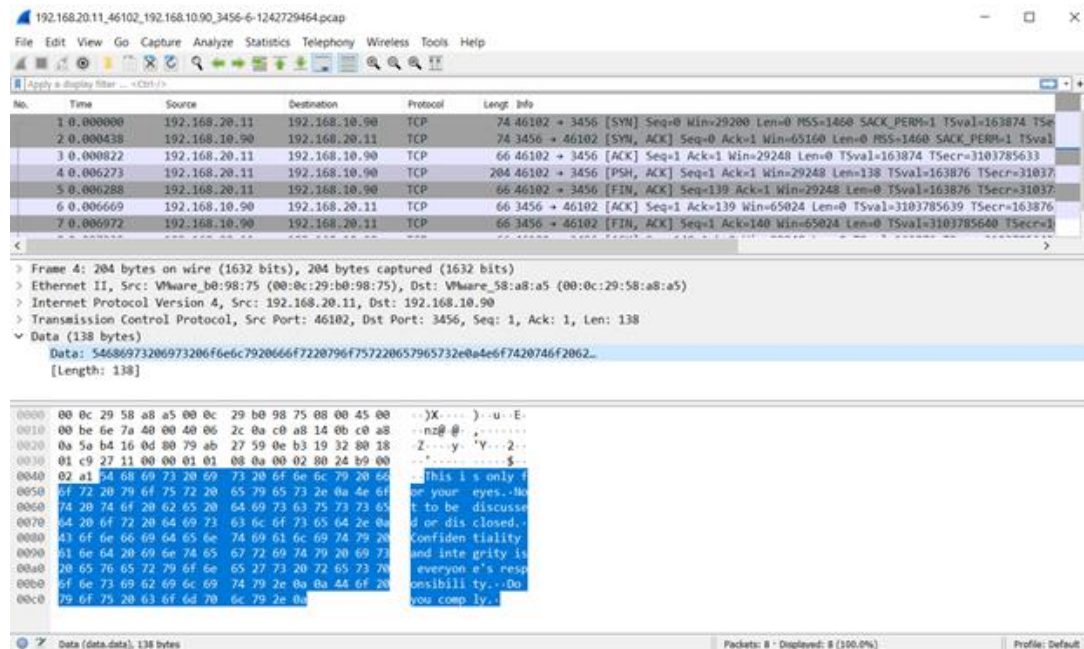 192.168.20.11_46102_192.168.10.90_3456-6-1242729464.pcap
File Edit View Go Capture Analyze Statistics Telephony Wireless Tools Help
Apply a display filter ... <Ctrl-/>
No. Time Source Destination Protocol Lengt Info
1 0.000000 192.168.20.11 192.168.10.90 TCP 74 46102 → 3456 [SYN] Seq=0 Win=29200 Len=0 MSS=1460 SACK_PERM=1 TSval=163874 TSe
2 0.000438 192.168.10.90 192.168.20.11 TCP 74 3456 → 46102 [SYN, ACK] Seq=0 Ack=1 Win=65160 Len=0 MSS=1460 SACK_PERM=1 TSval
3 0.000822 192.168.20.11 192.168.10.90 TCP 66 46102 → 3456 [ACK] Seq=1 Ack=1 Win=29248 Len=0 TSval=163874 TSecr=3103785633
4 0.006273 192.168.20.11 192.168.10.90 TCP 204 46102 → 3456 [PSH, ACK] Seq=1 Ack=1 Win=29248 Len=138 TSval=163876 TSecr=31037
5 0.006288 192.168.20.11 192.168.10.90 TCP 66 46102 → 3456 [FIN, ACK] Seq=139 Ack=1 Win=29248 Len=0 TSval=163876 TSecr=31037
6 0.006669 192.168.10.90 192.168.20.11 TCP 66 3456 → 46102 [ACK] Seq=1 Ack=139 Win=65024 Len=0 TSval=3103785639 TSecr=163876
7 0.006972 192.168.10.90 192.168.20.11 TCP 66 3456 → 46102 [FIN, ACK] Seq=1 Ack=140 Win=65024 Len=0 TSval=3103785640 TSecr=1
Frame 4: 204 bytes on wire (1632 bits), 204 bytes captured (1632 bits)
Ethernet II, Src: VMware_b0:98:75 (00:0c:29:b0:98:75), Dst: VMware_58:a8:a5 (00:0c:29:58:a8:a5)
Internet Protocol Version 4, Src: 192.168.20.11, Dst: 192.168.10.90
Transmission Control Protocol, Src Port: 46102, Dst Port: 3456, Seq: 1, Ack: 1, Len: 138
Data (138 bytes)
Data: 54686973206973206f6e6c7920666f7220796f757220657965732e0a4e6f7420746f2062…
[Length: 138]
0000 00 0c 29 58 a8 a5 00 0c 29 b0 98 75 08 00 45 00 ··)X···· )··u··E·
0010 00 be 6e 7a 40 00 40 06 2c 0a c0 a8 14 0b c0 a8 ··nz@·@· ,·······
0020 0a 5a b4 16 0d 80 79 ab 27 59 0e b3 19 32 80 18 ·Z····y· 'Y···2··
0030 01 c9 27 11 00 00 01 01 08 0a 00 02 80 24 b9 00 ··'····· ·····$··
0040 02 a1 54 68 69 73 20 69 73 20 6f 6e 6c 79 20 66 ··This i s only f
0050 6f 72 20 79 6f 75 72 20 65 79 65 73 2e 0a 4e 6f or your eyes.·No
0060 74 20 74 6f 20 62 65 20 64 69 73 63 75 73 73 65 t to be discusse
0070 64 20 6f 72 20 64 69 73 63 6c 6f 73 65 64 2e 0a d or dis closed.·
0080 43 6f 6e 66 69 64 65 6e 74 69 61 6c 69 74 79 20 Confiden tiality
0090 61 6e 64 20 69 6e 74 65 67 72 69 74 79 20 69 73 and inte grity is
00a0 20 65 76 65 72 79 6f 6e 65 27 73 20 72 65 73 70 everyon e's resp
00b0 6f 6e 73 69 62 69 6c 69 74 79 2e 0a 0a 44 6f 20 onsibili ty.··Do
00c0 79 6f 75 20 63 6f 6d 70 6c 79 2e 0a you comp ly.·
Data (data.data), 138 bytes Packets: 8 · Displayed: 8 (100.0%) Profile: Default